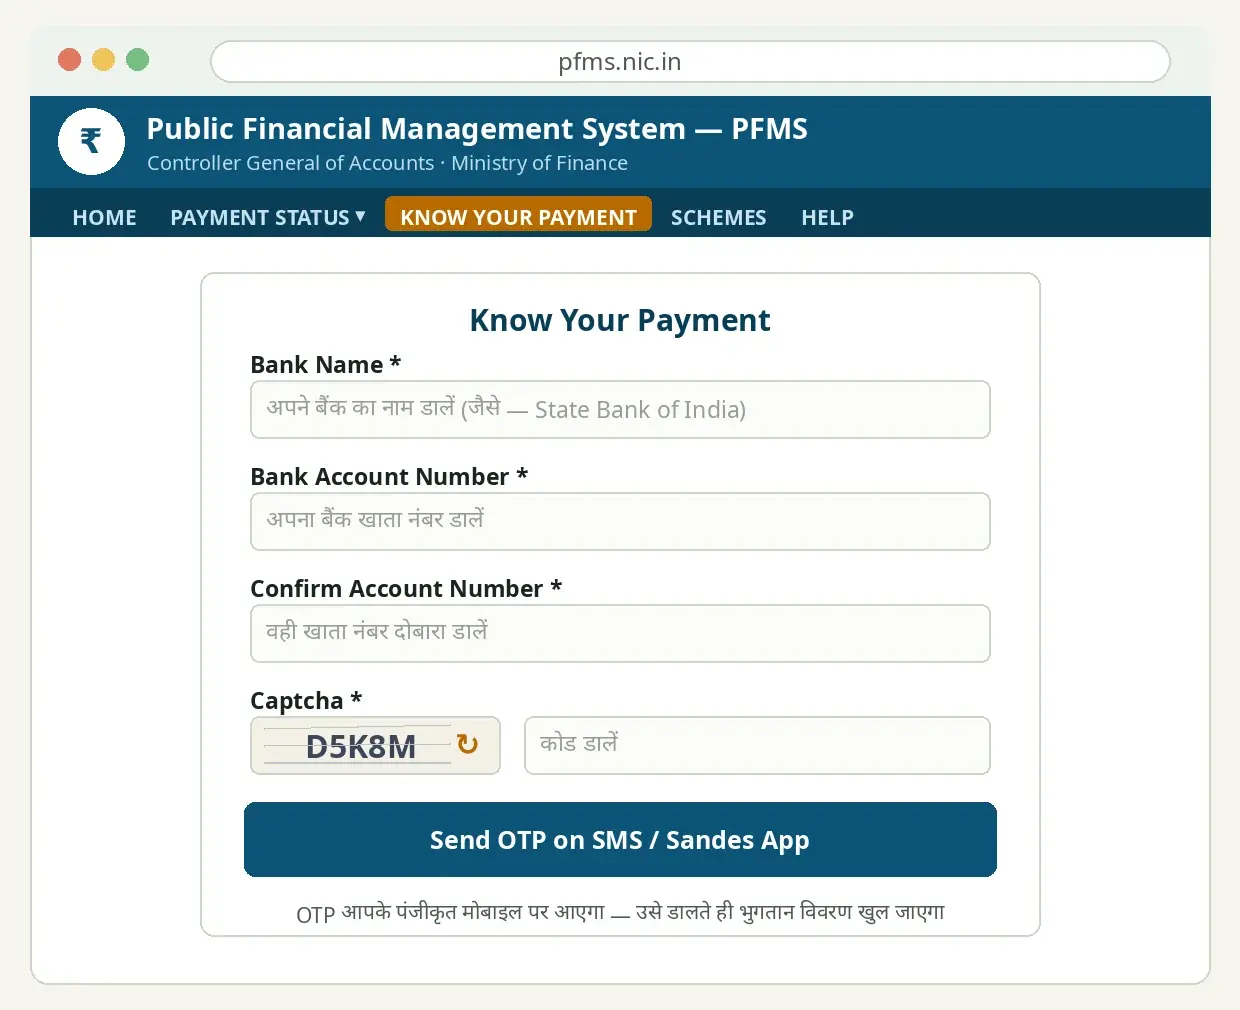 pfms.nic.in
₹
Public Financial Management System — PFMS
Controller General of Accounts · Ministry of Finance
HOME PAYMENT STATUS ▾ KNOW YOUR PAYMENT SCHEMES HELP
Know Your Payment
Bank Name *
अपने बैंक का नाम डालें (जैसे — State Bank of India)
Bank Account Number *
अपना बैंक खाता नंबर डालें
Confirm Account Number *
वही खाता नंबर दोबारा डालें
Captcha *
D5K8M ↻ कोड डालें
Send OTP on SMS / Sandes App
OTP आपके पंजीकृत मोबाइल पर आएगा — उसे डालते ही भुगतान विवरण खुल जाएगा